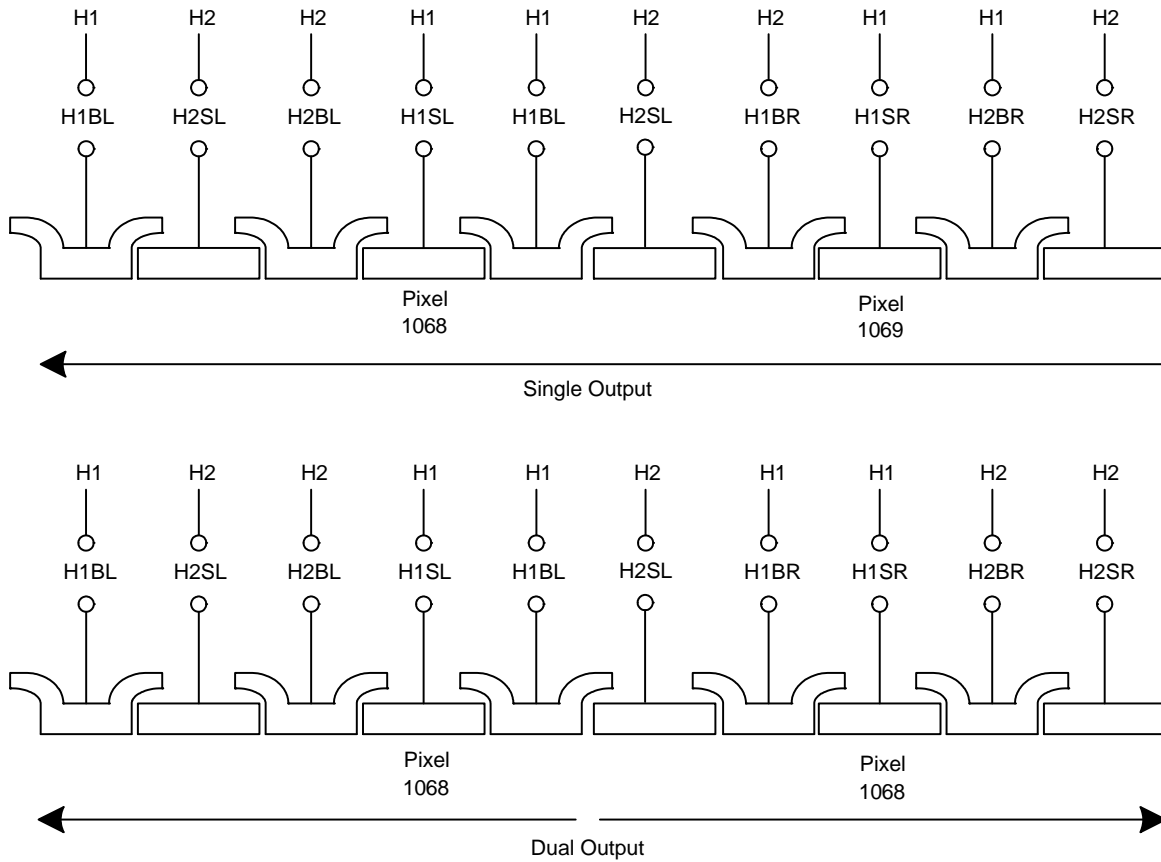 H1 H2 H2 H1 H1 H2 H2 H1 H1 H2
H1BL H2SL H2BL H1SL H1BL H2SL H1BR H1SR H2BR H2SR
Pixel Pixel
1068 1069
Single Output
H1 H2 H2 H1 H1 H2 H1 H1 H2 H2
H1BL H2SL H2BL H1SL H1BL H2SL H1BR H1SR H2BR H2SR
Pixel Pixel
1068 1068
Dual Output